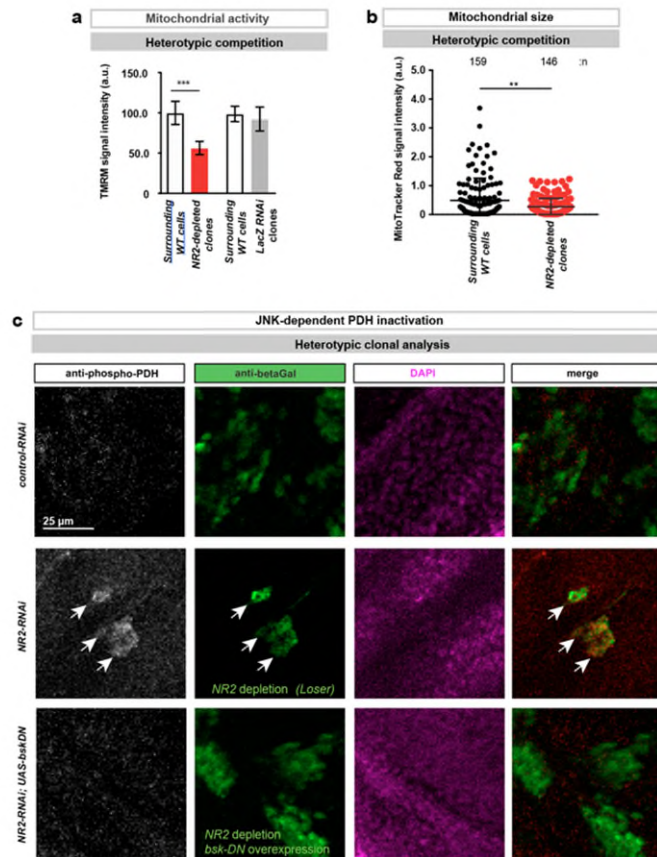 a
Mitochondrial activity
Heterotypic competition
TMRM signal intensity (a.u.)
150.0
100.0
50.0
0.0
***
Surrounding
WT cells
NR2-depleted
clones
Surrounding
WT cells
LacZ RNAi
clones
b
Mitochondrial size
Heterotypic competition
159
146
:n
MitoTracker Red signal intensity (a.u.)
5.0
4.0
3.0
2.0
1.0
0.0
**
Surrounding
WT cells
NR2-depleted
clones
c
JNK-dependent PDH inactivation
Heterotypic clonal analysis
anti-phospho-PDH
anti-betaGal
DAPI
merge
control-RNAi
25 µm
NR2-RNAi
NR2 depletion (Loser)
NR2-RNAi; UAS-bskDN
NR2 depletion
bsk-DN overexpression